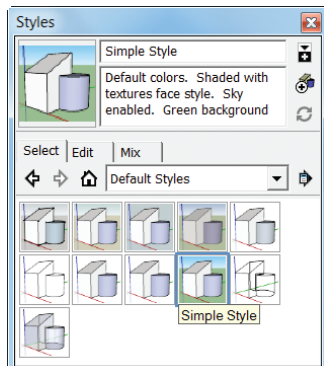 Styles
Simple Style
Default colors. Shaded with
textures face style. Sky
enabled. Green background
Select Edit Mix
Default Styles
Simple Style